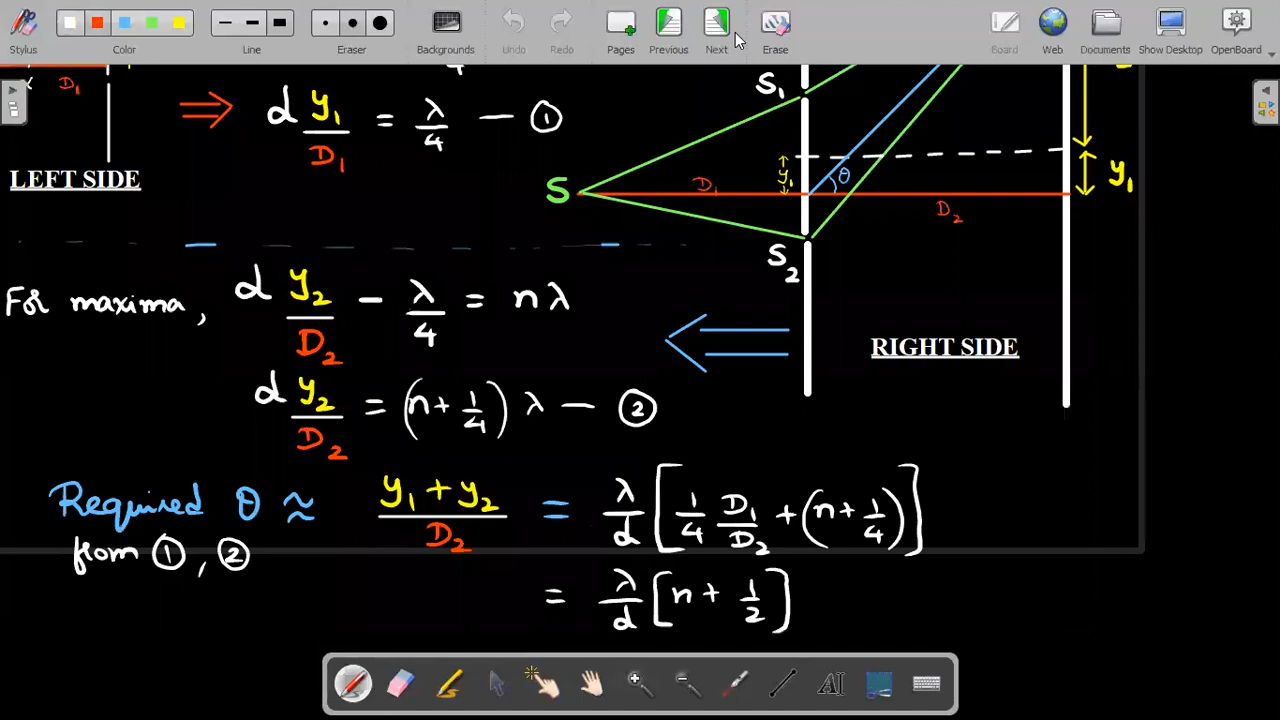 Stylus Color Line Eraser Backgrounds Undo Redo Pages Previous Next Erase Board Web Documents Show Desktop OpenBoard
D₁
d y₁/D₁ = λ/4 — ①
LEFT SIDE
S₁
S
D₁
y₁
θ
y₁
D₂
S₂
For maxima, d y₂/D₂ − λ/4 = nλ
RIGHT SIDE
d y₂/D₂ = (n + 1/4) λ — ②
Required θ ≈ (y₁ + y₂)/D₂ = λ/d [1/4 D₁/D₂ + (n + 1/4)]
from ①, ②
= λ/d [n + 1/2]